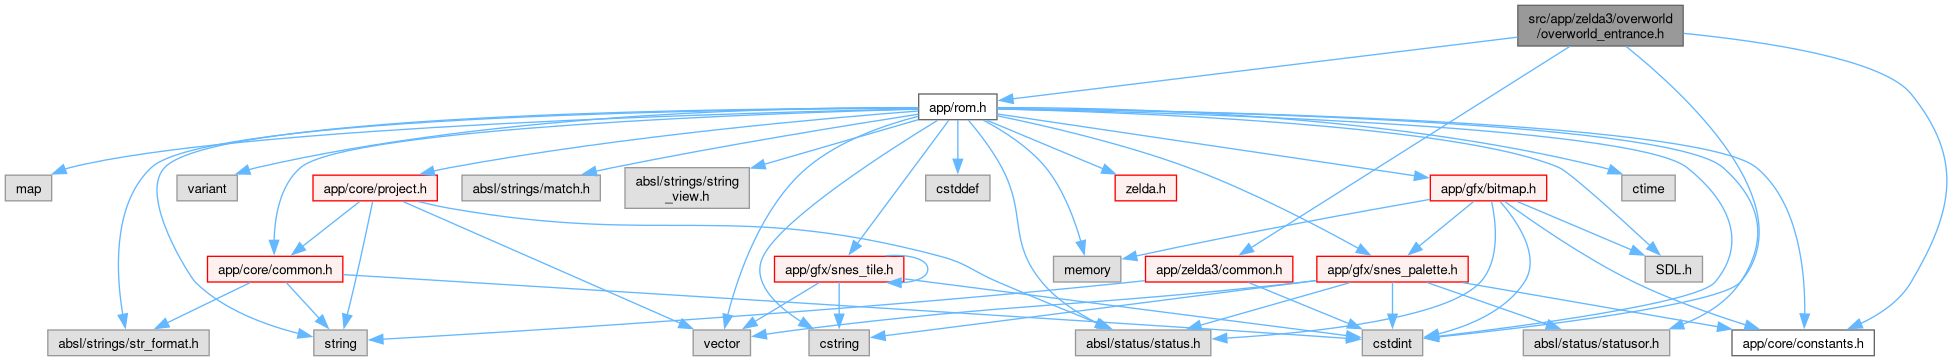 src/app/zelda3/overworld
/overworld_entrance.h
app/rom.h
map
variant
app/core/project.h
absl/strings/match.h
absl/strings/string
_view.h
cstddef
zelda.h
app/gfx/bitmap.h
ctime
app/core/common.h
app/gfx/snes_tile.h
memory
app/zelda3/common.h
app/gfx/snes_palette.h
SDL.h
absl/strings/str_format.h
string
vector
cstring
absl/status/status.h
cstdint
absl/status/statusor.h
app/core/constants.h